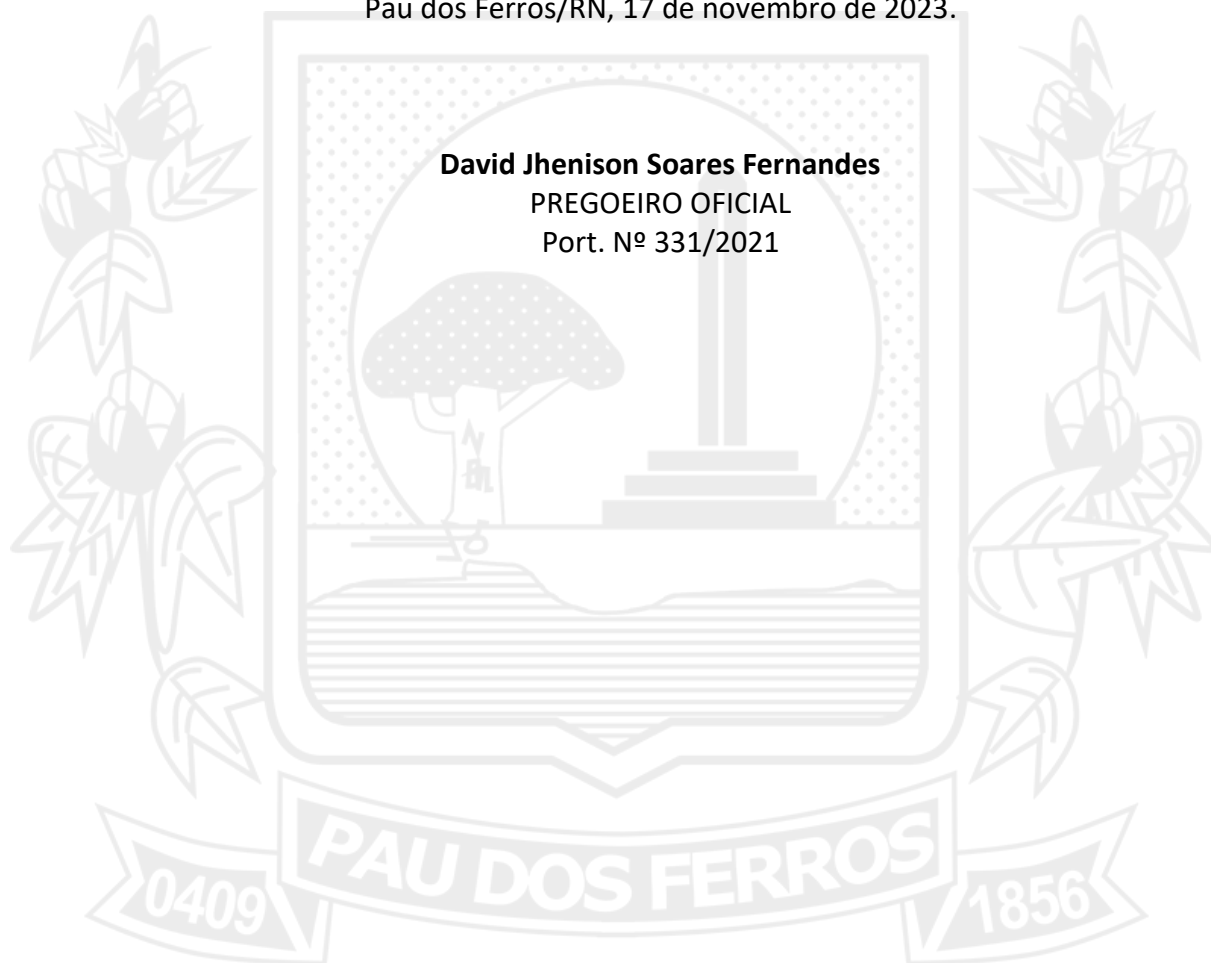 Pau dos Ferros/RN, 17 de novembro de 2023.
David Jhenison Soares Fernandes
PREGOEIRO OFICIAL
Port. Nº 331/2021
PAU DOS FERROS
0409
1856